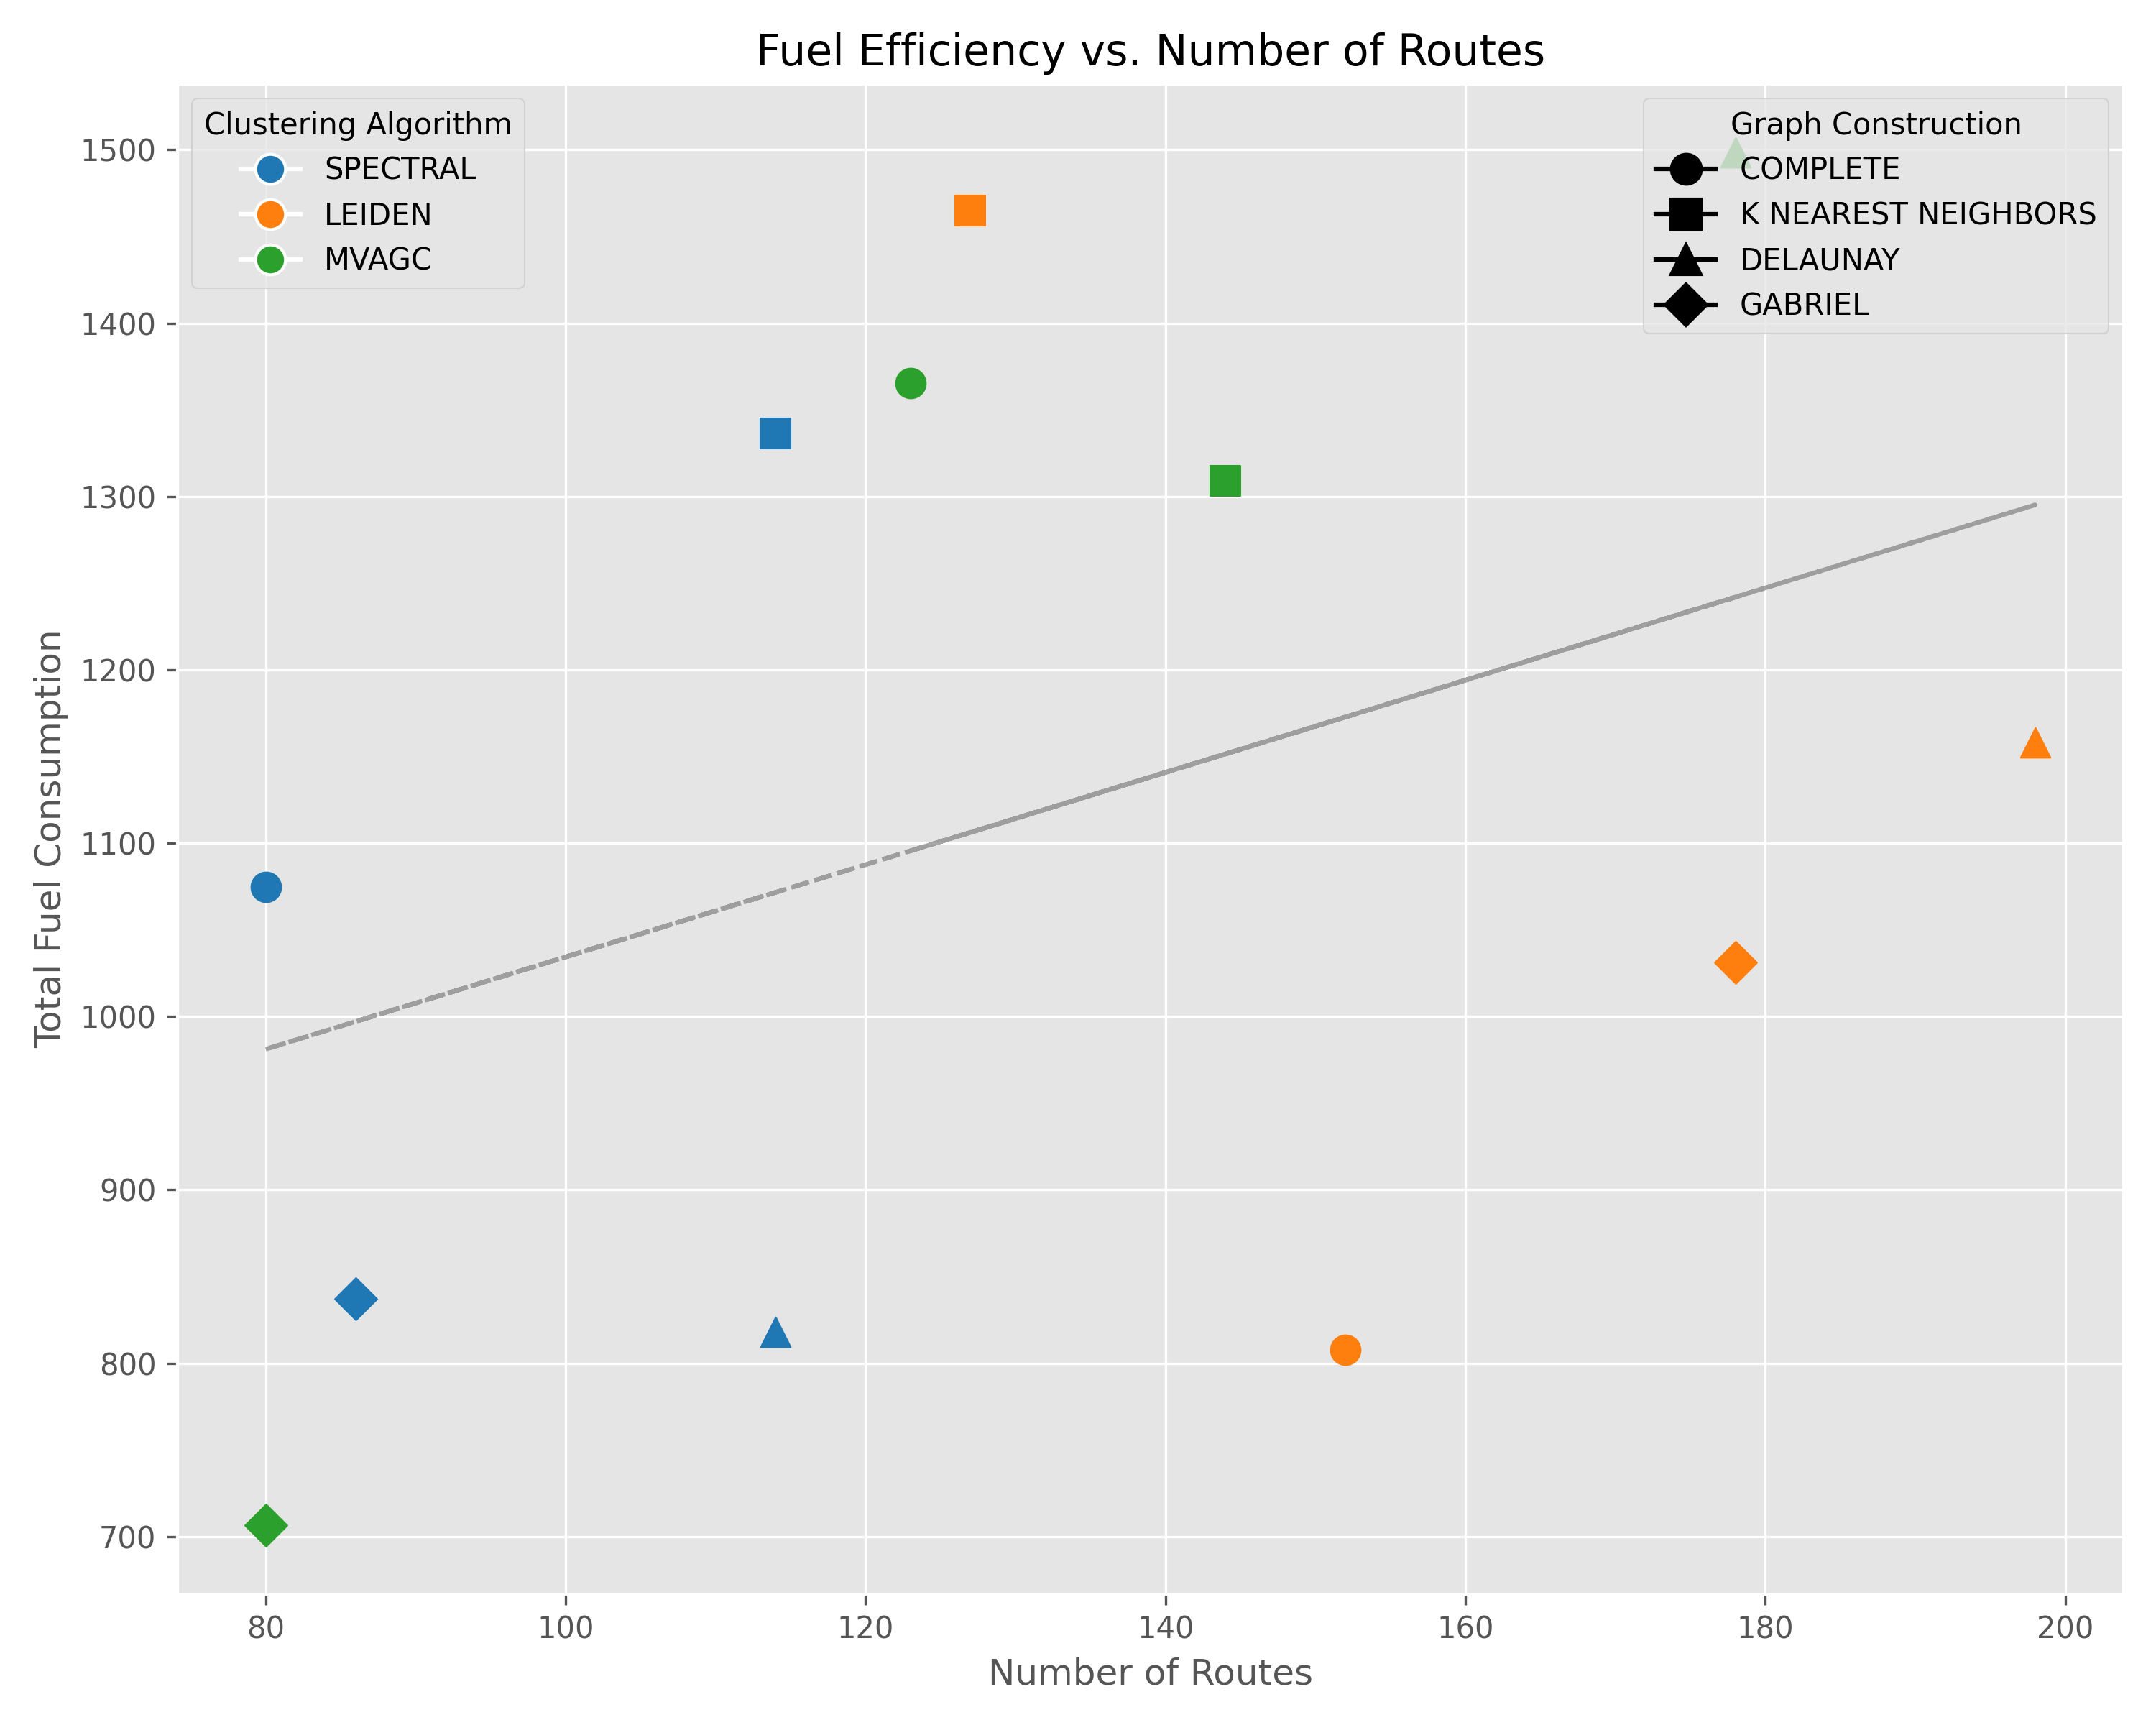 Fuel Efficiency vs. Number of Routes
Clustering Algorithm
SPECTRAL
LEIDEN
MVAGC
Graph Construction
COMPLETE
K NEAREST NEIGHBORS
DELAUNAY
GABRIEL
Total Fuel Consumption
1500
1400
1300
1200
1100
1000
900
800
700
80 100 120 140 160 180 200
Number of Routes